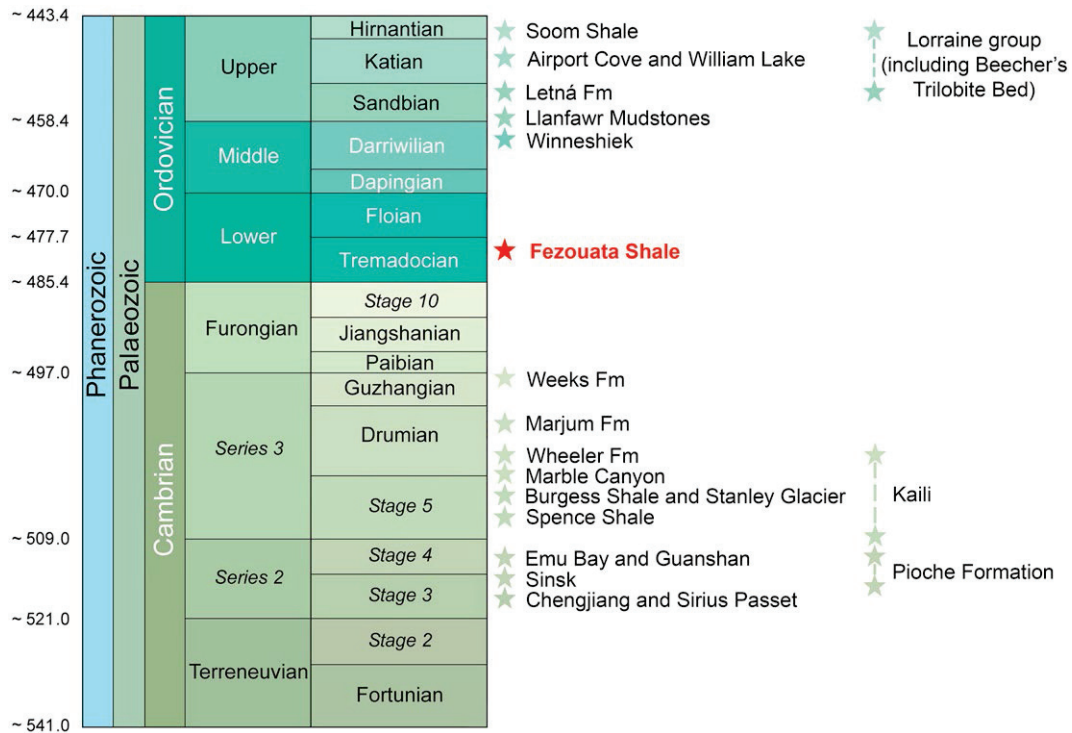 ~ 443.4
~ 458.4
~ 470.0
~ 477.7
~ 485.4
~ 497.0
~ 509.0
~ 521.0
~ 541.0
Phanerozoic
Palaeozoic
Ordovician
Cambrian
Upper
Middle
Lower
Furongian
Series 3
Series 2
Terreneuvian
Hirnantian
Katian
Sandbian
Darriwilian
Dapingian
Floian
Tremadocian
Stage 10
Jiangshanian
Paibian
Guzhangian
Drumian
Stage 5
Stage 4
Stage 3
Stage 2
Fortunian
Soom Shale
Airport Cove and William Lake
Letná Fm
Llanfawr Mudstones
Winneshiek
Fezouata Shale
Weeks Fm
Marjum Fm
Wheeler Fm
Marble Canyon
Burgess Shale and Stanley Glacier
Spence Shale
Emu Bay and Guanshan
Sinsk
Chengjiang and Sirius Passet
Lorraine group
(including Beecher's
Trilobite Bed)
Kaili
Pioche Formation